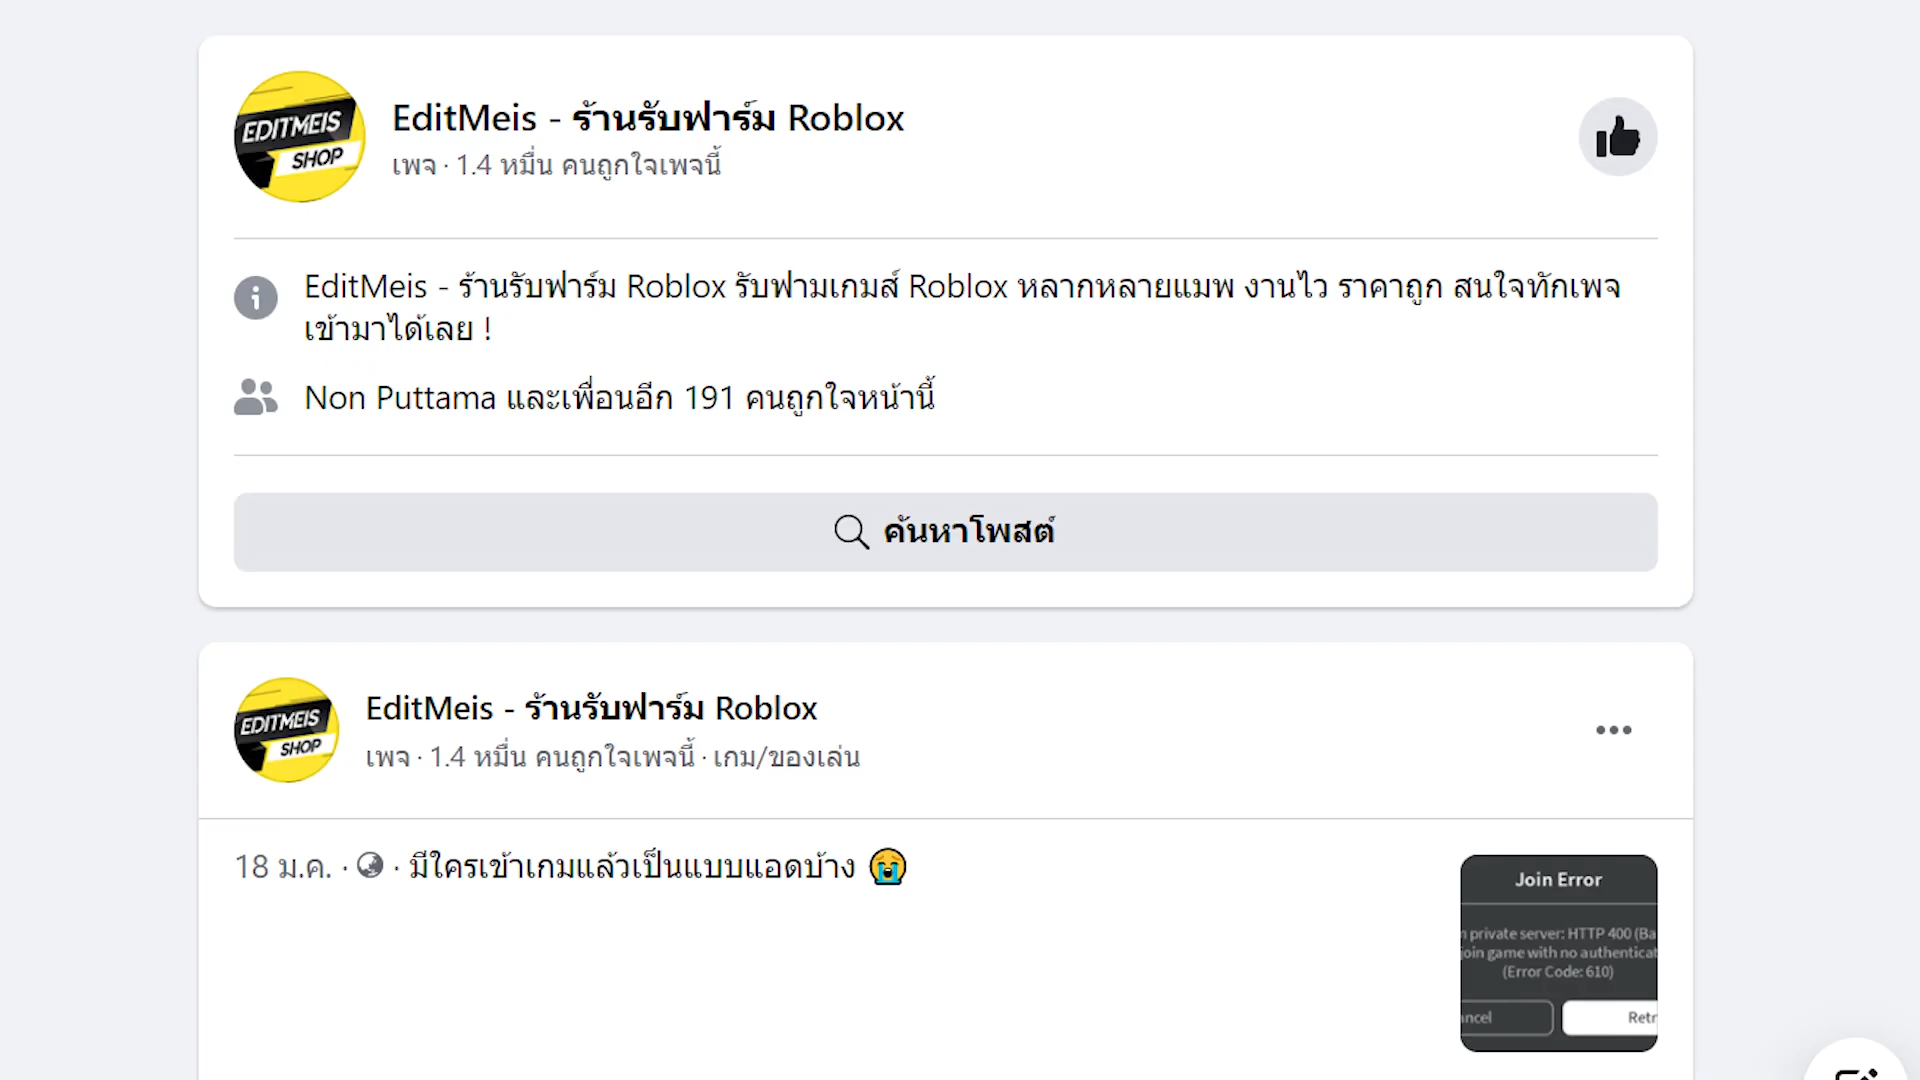 EDITMEIS
SHOP
EditMeis - ร้านรับฟาร์ม Roblox
เพจ · 1.4 หมื่น คนถูกใจเพจนี้
EditMeis - ร้านรับฟาร์ม Roblox รับฟามเกมส์ Roblox หลากหลายแมพ งานไว ราคาถูก สนใจทักเพจ
เข้ามาได้เลย !
Non Puttama และเพื่อนอีก 191 คนถูกใจหน้านี้
ค้นหาโพสต์
EDITMEIS
SHOP
EditMeis - ร้านรับฟาร์ม Roblox
เพจ · 1.4 หมื่น คนถูกใจเพจนี้ · เกม/ของเล่น
18 ม.ค. · มีใครเข้าเกมแล้วเป็นแบบแอดบ้าง 😭
Join Error
n private server: HTTP 400 (Ba
join game with no authenticat
(Error Code: 610)
ancel
Retr